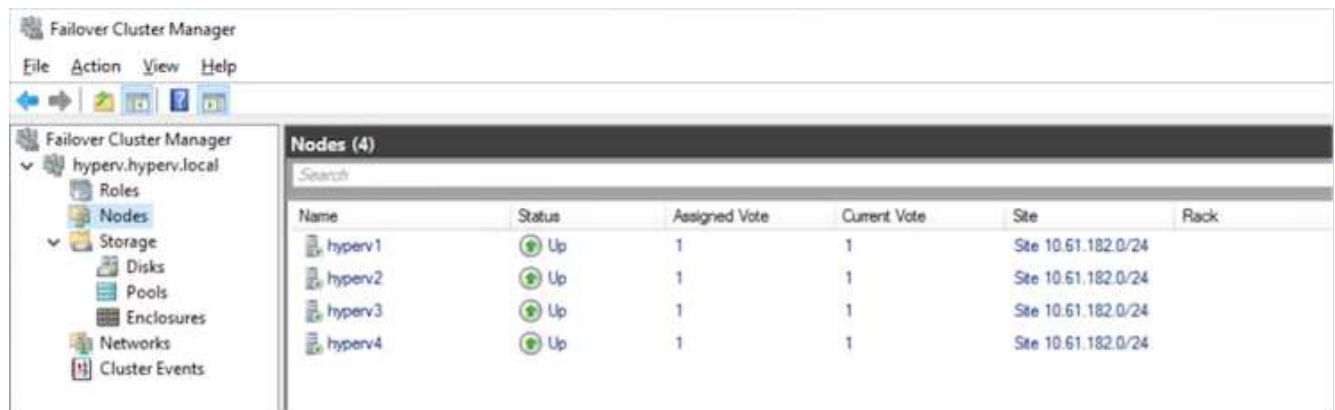 Failover Cluster Manager
File Action View Help
Failover Cluster Manager
hyperv.hyperv.local
Roles
Nodes
Storage
Disks
Pools
Enclosures
Networks
Cluster Events
Nodes (4)
Search
Name Status Assigned Vote Current Vote Site Rack
hyperv1 Up 1 1 Site 10.61.182.0/24
hyperv2 Up 1 1 Site 10.61.182.0/24
hyperv3 Up 1 1 Site 10.61.182.0/24
hyperv4 Up 1 1 Site 10.61.182.0/24